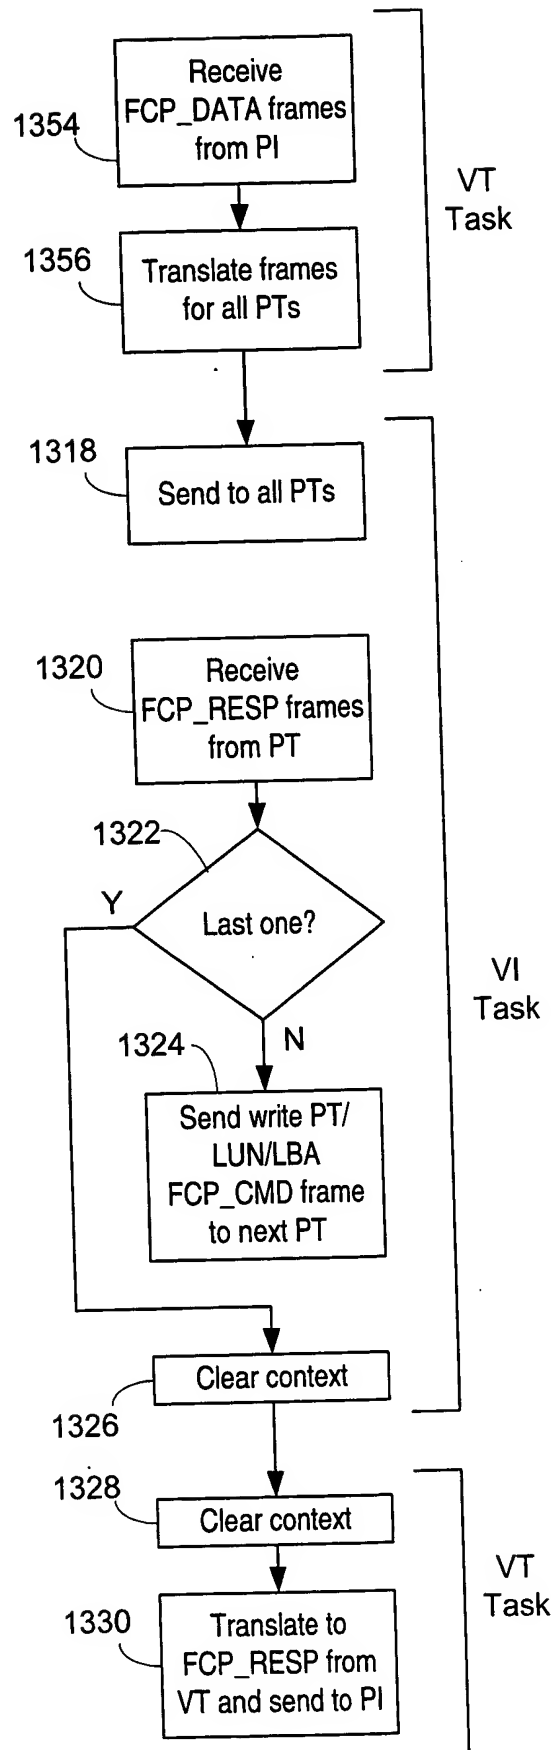 Receive
FCP_DATA frames
from PI
1354
VT
Task
1356
Translate frames
for all PTs
1318
Send to all PTs
1320
Receive
FCP_RESP frames
from PT
1322
Y
Last one?
VI
Task
N
1324
Send write PT/
LUN/LBA
FCP_CMD frame
to next PT
Clear context
1326
1328
Clear context
VT
Task
1330
Translate to
FCP_RESP from
VT and send to PI